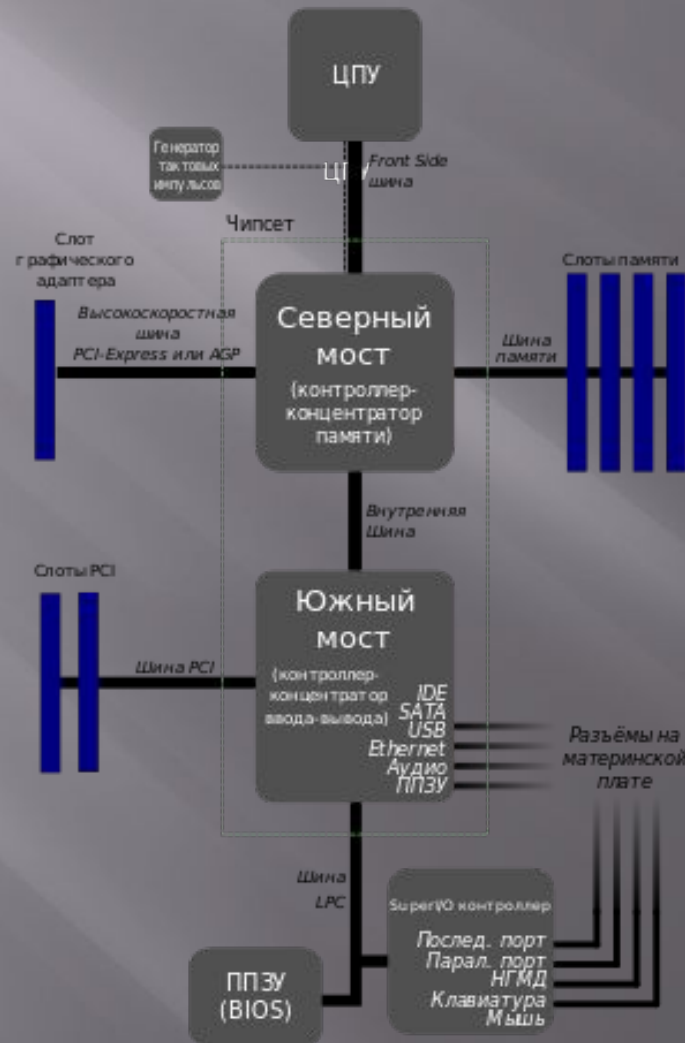 ЦПУ
Генератор
тактовых
импульсов
ЦПУ
Front Side
шина
Чипсет
Слот
графического
адаптера
Высокоскоростная
шина
PCI-Express или AGP
Северный
мост
(контроллер-
концентратор
памяти)
Шина
памяти
Слоты памяти
Внутренняя
Шина
Слоты PCI
Шина PCI
Южный
мост
(контроллер-
концентратор
ввода-вывода)
IDE
SATA
USB
Ethernet
Аудио
ППЗУ
Разъёмы на
материнской
плате
Шина
LPC
SuperI/O контроллер
Послед. порт
Парал. порт
НГМД
Клавиатура
Мышь
ППЗУ
(BIOS)